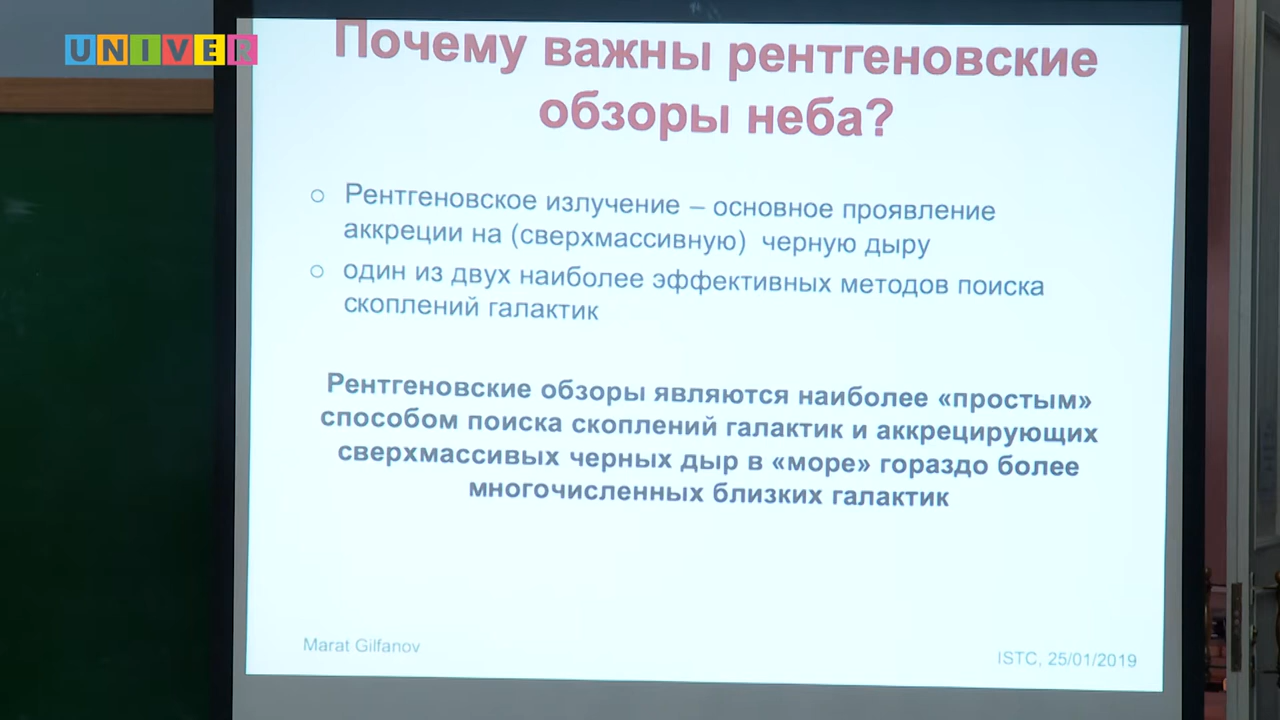 UNIVER
Почему важны рентгеновские
обзоры неба?
○ Рентгеновское излучение – основное проявление
аккреции на (сверхмассивную) черную дыру
○ один из двух наиболее эффективных методов поиска
скоплений галактик
Рентгеновские обзоры являются наиболее «простым»
способом поиска скоплений галактик и аккрецирующих
сверхмассивых черных дыр в «море» гораздо более
многочисленных близких галактик
Marat Gilfanov
ISTC, 25/01/2019